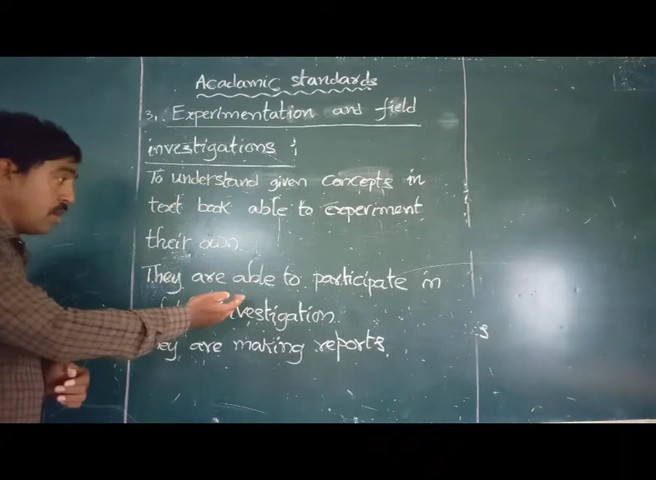 Acadamic standards
3. Experimentation and field
investigations :
To understand given concepts in
text book able to experiment
their own.
They are able to participate in
investigation.
are making reports.
s